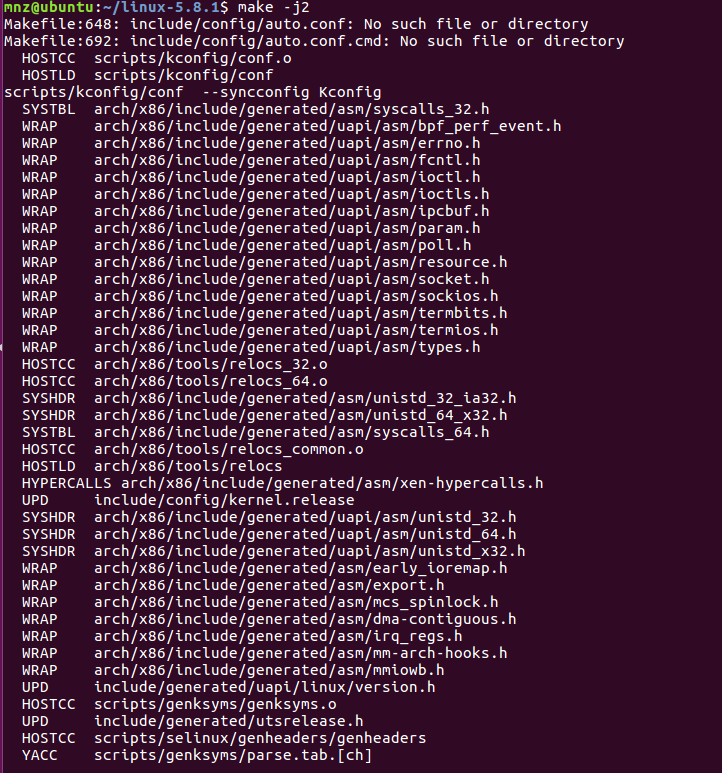 mnz@ubuntu:~/linux-5.8.1$ make -j2
Makefile:648: include/config/auto.conf: No such file or directory
Makefile:692: include/config/auto.conf.cmd: No such file or directory
  HOSTCC  scripts/kconfig/conf.o
  HOSTLD  scripts/kconfig/conf
scripts/kconfig/conf  --syncconfig Kconfig
  SYSTBL  arch/x86/include/generated/asm/syscalls_32.h
  WRAP    arch/x86/include/generated/uapi/asm/bpf_perf_event.h
  WRAP    arch/x86/include/generated/uapi/asm/errno.h
  WRAP    arch/x86/include/generated/uapi/asm/fcntl.h
  WRAP    arch/x86/include/generated/uapi/asm/ioctl.h
  WRAP    arch/x86/include/generated/uapi/asm/ioctls.h
  WRAP    arch/x86/include/generated/uapi/asm/ipcbuf.h
  WRAP    arch/x86/include/generated/uapi/asm/param.h
  WRAP    arch/x86/include/generated/uapi/asm/poll.h
  WRAP    arch/x86/include/generated/uapi/asm/resource.h
  WRAP    arch/x86/include/generated/uapi/asm/socket.h
  WRAP    arch/x86/include/generated/uapi/asm/sockios.h
  WRAP    arch/x86/include/generated/uapi/asm/termbits.h
  WRAP    arch/x86/include/generated/uapi/asm/termios.h
  WRAP    arch/x86/include/generated/uapi/asm/types.h
  HOSTCC  arch/x86/tools/relocs_32.o
  HOSTCC  arch/x86/tools/relocs_64.o
  SYSHDR  arch/x86/include/generated/asm/unistd_32_ia32.h
  SYSHDR  arch/x86/include/generated/asm/unistd_64_x32.h
  SYSTBL  arch/x86/include/generated/asm/syscalls_64.h
  HOSTCC  arch/x86/tools/relocs_common.o
  HOSTLD  arch/x86/tools/relocs
  HYPERCALLS arch/x86/include/generated/asm/xen-hypercalls.h
  UPD     include/config/kernel.release
  SYSHDR  arch/x86/include/generated/uapi/asm/unistd_32.h
  SYSHDR  arch/x86/include/generated/uapi/asm/unistd_64.h
  SYSHDR  arch/x86/include/generated/uapi/asm/unistd_x32.h
  WRAP    arch/x86/include/generated/asm/early_ioremap.h
  WRAP    arch/x86/include/generated/asm/export.h
  WRAP    arch/x86/include/generated/asm/mcs_spinlock.h
  WRAP    arch/x86/include/generated/asm/dma-contiguous.h
  WRAP    arch/x86/include/generated/asm/irq_regs.h
  WRAP    arch/x86/include/generated/asm/mm-arch-hooks.h
  WRAP    arch/x86/include/generated/asm/mmiowb.h
  UPD     include/generated/uapi/linux/version.h
  HOSTCC  scripts/genksyms/genksyms.o
  UPD     include/generated/utsrelease.h
  HOSTCC  scripts/selinux/genheaders/genheaders
  YACC    scripts/genksyms/parse.tab.[ch]